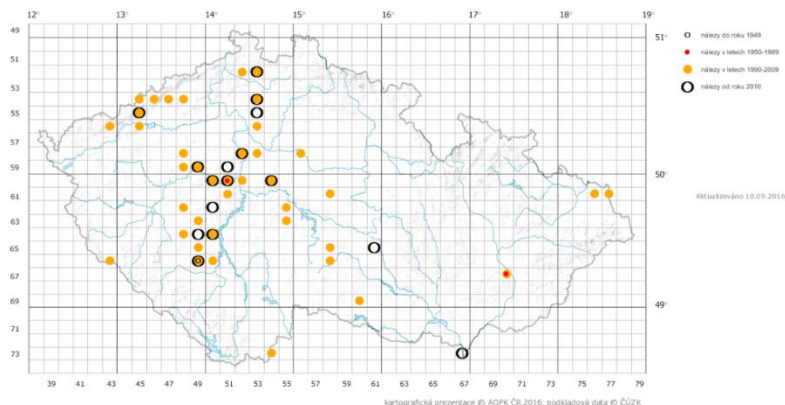 12° 13° 14° 15° 16° 17° 18° 19°
49
51
53
55
59
61
63
65
67
69
71
73
51°
50°
49°
nálezy do roku 1949
nálezy v letech 1950-1989
nálezy v letech 1990-2009
nálezy od roku 2010
Aktualizováno 10.09.2016
39 41 43 45 47 49 51 53 55 57 60 63 65 67 69 71 73 75 77 79
kartografická prezentace © AOPK ČR 2016, podkladová data © ČÚZK